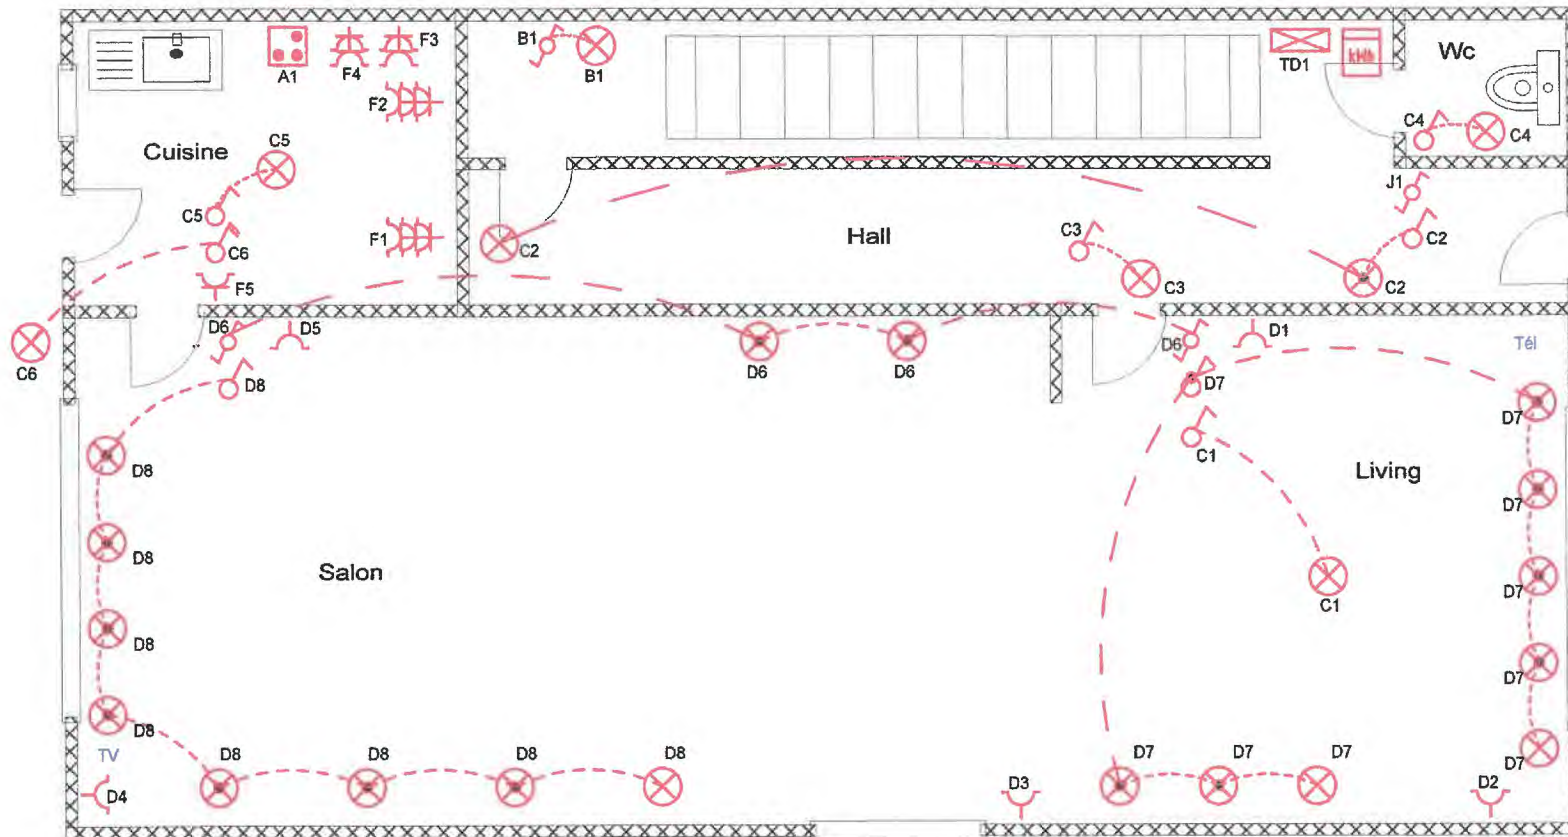 B1
F3
F4
A1
B1
TD1
kWh
Wc
F2
C4
C4
Cuisine
C5
C5
J1
F1
C6
C2
Hall
C3
C2
C3
C2
F5
D6
D5
D6
D1
Tél
C6
D8
D6
D6
D7
D7
C1
D8
Salon
Living
D7
D8
D7
C1
D8
D7
D8
TV
D8
D8
D8
D8
D7
D7
D7
D7
D4
D3
D2